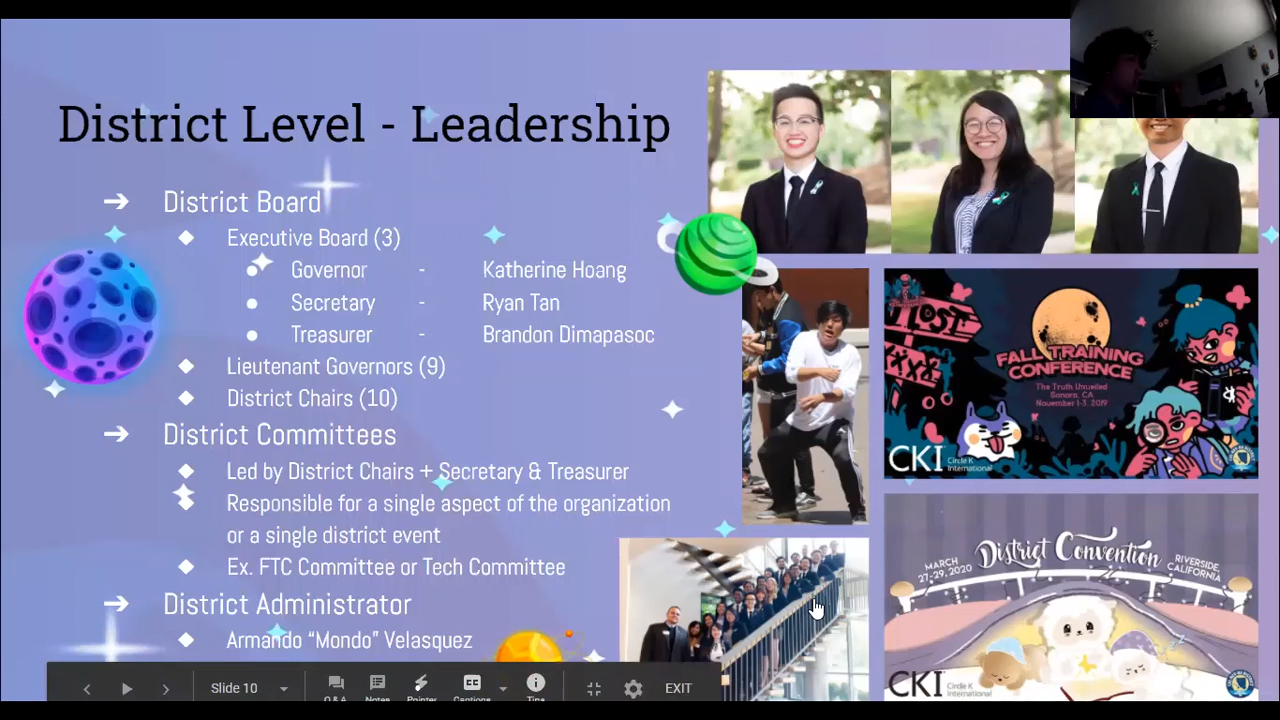 District Level - Leadership
District Board
Executive Board (3)
Governor - Katherine Hoang
Secretary - Ryan Tan
Treasurer - Brandon Dimapasoc
Lieutenant Governors (9)
District Chairs (10)
District Committees
Led by District Chairs + Secretary & Treasurer
Responsible for a single aspect of the organization
or a single district event
Ex. FTC Committee or Tech Committee
District Administrator
Armando “Mondo” Velasquez
FALL TRAINING
CONFERENCE
The Truth Unveiled
Sonora, CA
November 1-3, 2019
CKI Circle K
International
District Convention
MARCH
27-29, 2020
RIVERSIDE,
CALIFORNIA
CKI Circle K
International
Slide 10
Q & A
Notes
Pointer
Captions
Tips
EXIT